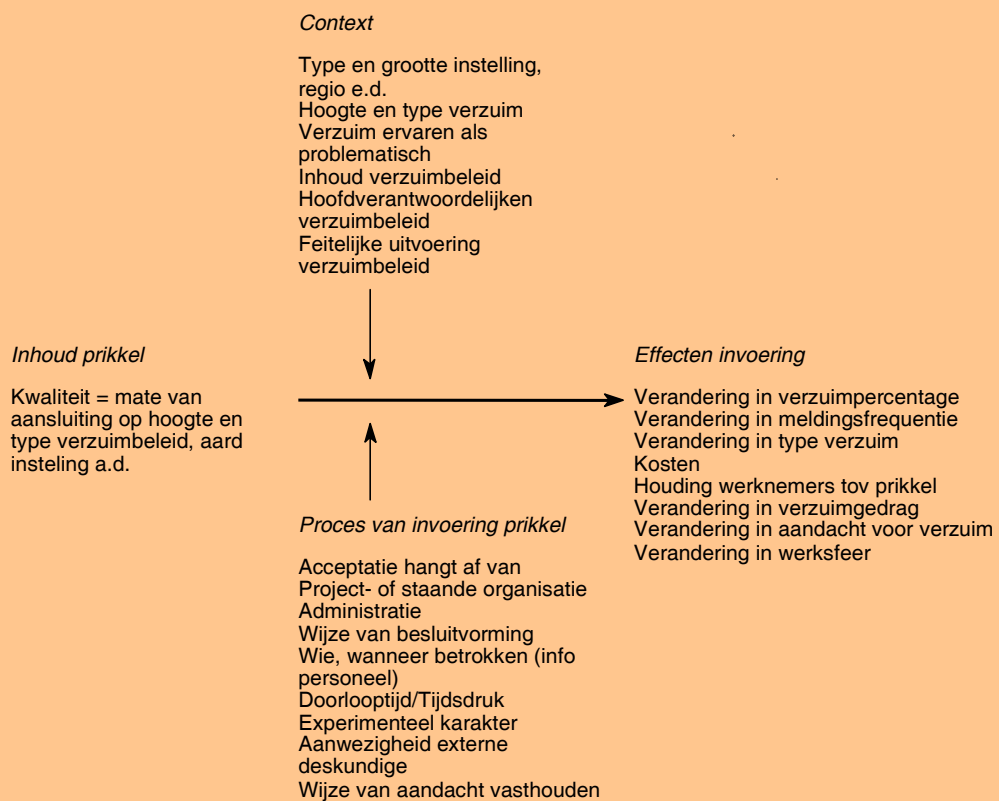 Context
Type en grootte instelling,
regio e.d.
Hoogte en type verzuim
Verzuim ervaren als
problematisch
Inhoud verzuimbeleid
Hoofdverantwoordelijken
verzuimbeleid
Feitelijke uitvoering
verzuimbeleid
Inhoud prikkel
Kwaliteit = mate van
aansluiting op hoogte en
type verzuimbeleid, aard
insteling a.d.
Effecten invoering
Verandering in verzuimpercentage
Verandering in meldingsfrequentie
Verandering in type verzuim
Kosten
Houding werknemers tov prikkel
Verandering in verzuimgedrag
Verandering in aandacht voor verzuim
Verandering in werksfeer
Proces van invoering prikkel
Acceptatie hangt af van
Project- of staande organisatie
Administratie
Wijze van besluitvorming
Wie, wanneer betrokken (info
personeel)
Doorlooptijd/Tijdsdruk
Experimenteel karakter
Aanwezigheid externe
deskundige
Wijze van aandacht vasthouden